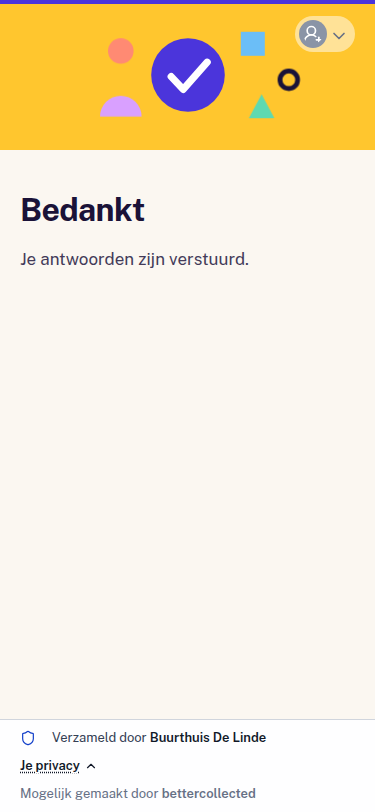 Bedankt
Je antwoorden zijn verstuurd.
Verzameld door Buurthuis De Linde
Je privacy
Mogelijk gemaakt door bettercollected